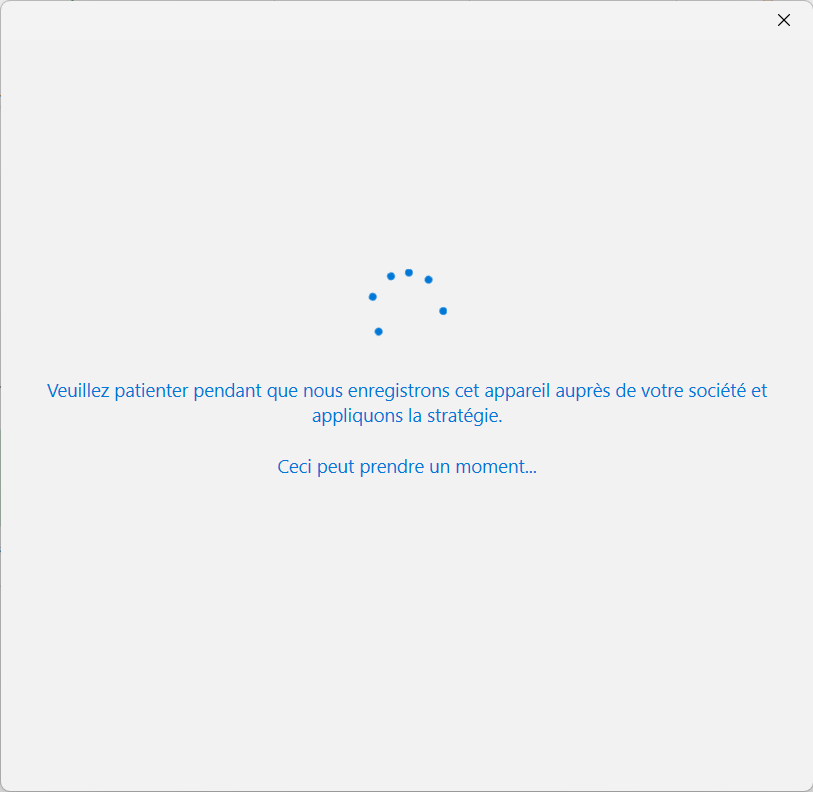 Veuillez patienter pendant que nous enregistrons cet appareil auprès de votre société et
appliquons la stratégie.
Ceci peut prendre un moment...